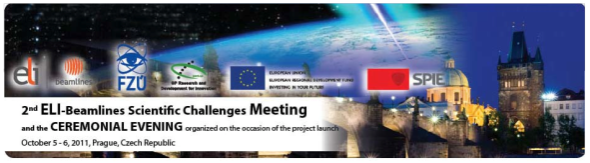 eli
beamlines
FZÚ
OP Research and
Development for Innovation
EUROPEAN UNION
EUROPEAN REGIONAL DEVELOPMENT FUND
INVESTING IN YOUR FUTURE
SPIE
2nd ELI-Beamlines Scientific Challenges Meeting
and the CEREMONIAL EVENING organized on the occasion of the project launch
October 5 - 6, 2011, Prague, Czech Republic